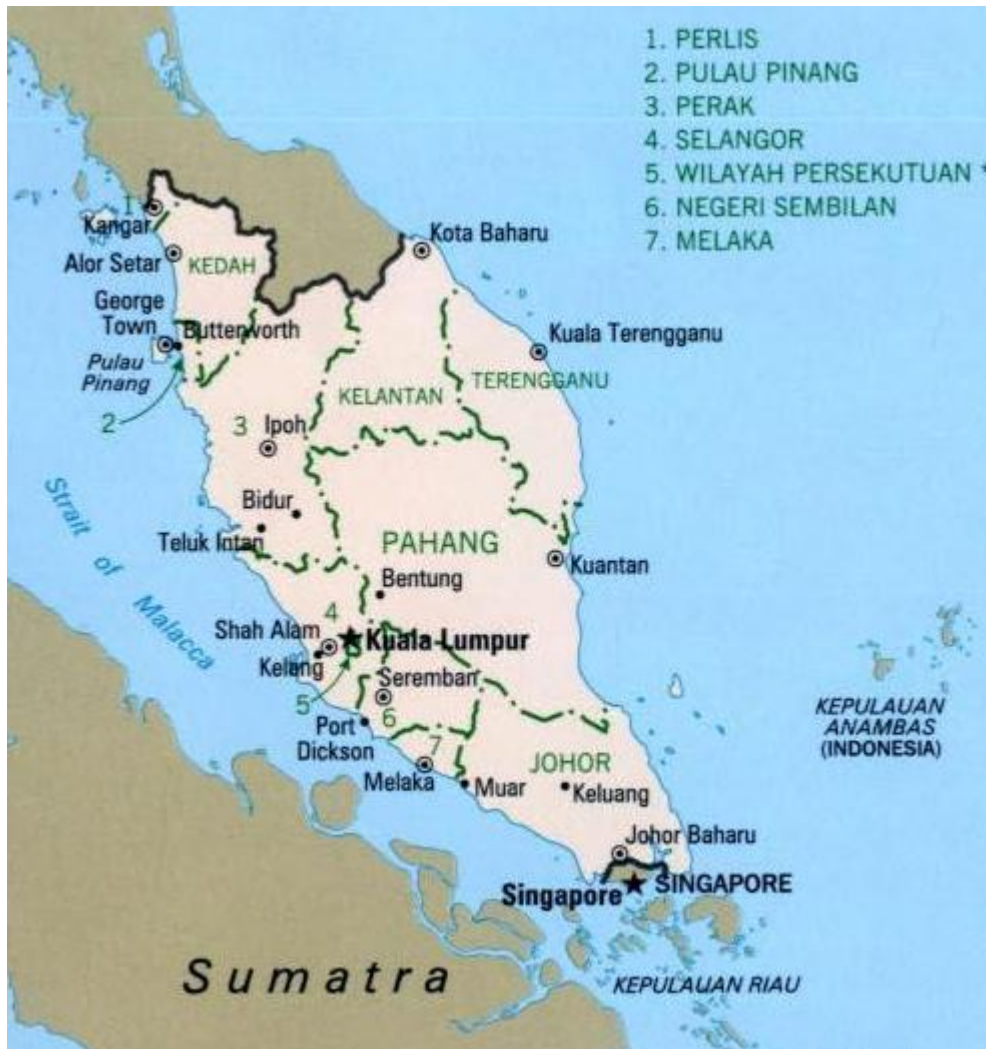 1. PERLIS
2. PULAU PINANG
3. PERAK
4. SELANGOR
5. WILAYAH PERSEKUTUAN *
6. NEGERI SEMBILAN
7. MELAKA
1
Kangar
Kota Baharu
Alor Setar
KEDAH
George
Town
Butterworth
Kuala Terengganu
Pulau
Pinang
KELANTAN
TERENGGANU
2
3
Ipoh
Bidur
Strait of Malacca
Teluk Intan
PAHANG
Kuantan
Bentung
4
Shah Alam
Kuala Lumpur
Kelang
Seremban
5
6
Port
Dickson
KEPULAUAN
ANAMBAS
(INDONESIA)
7
JOHOR
Melaka
Muar
Keluang
Johor Baharu
Singapore
SINGAPORE
Sumatra
KEPULAUAN RIAU